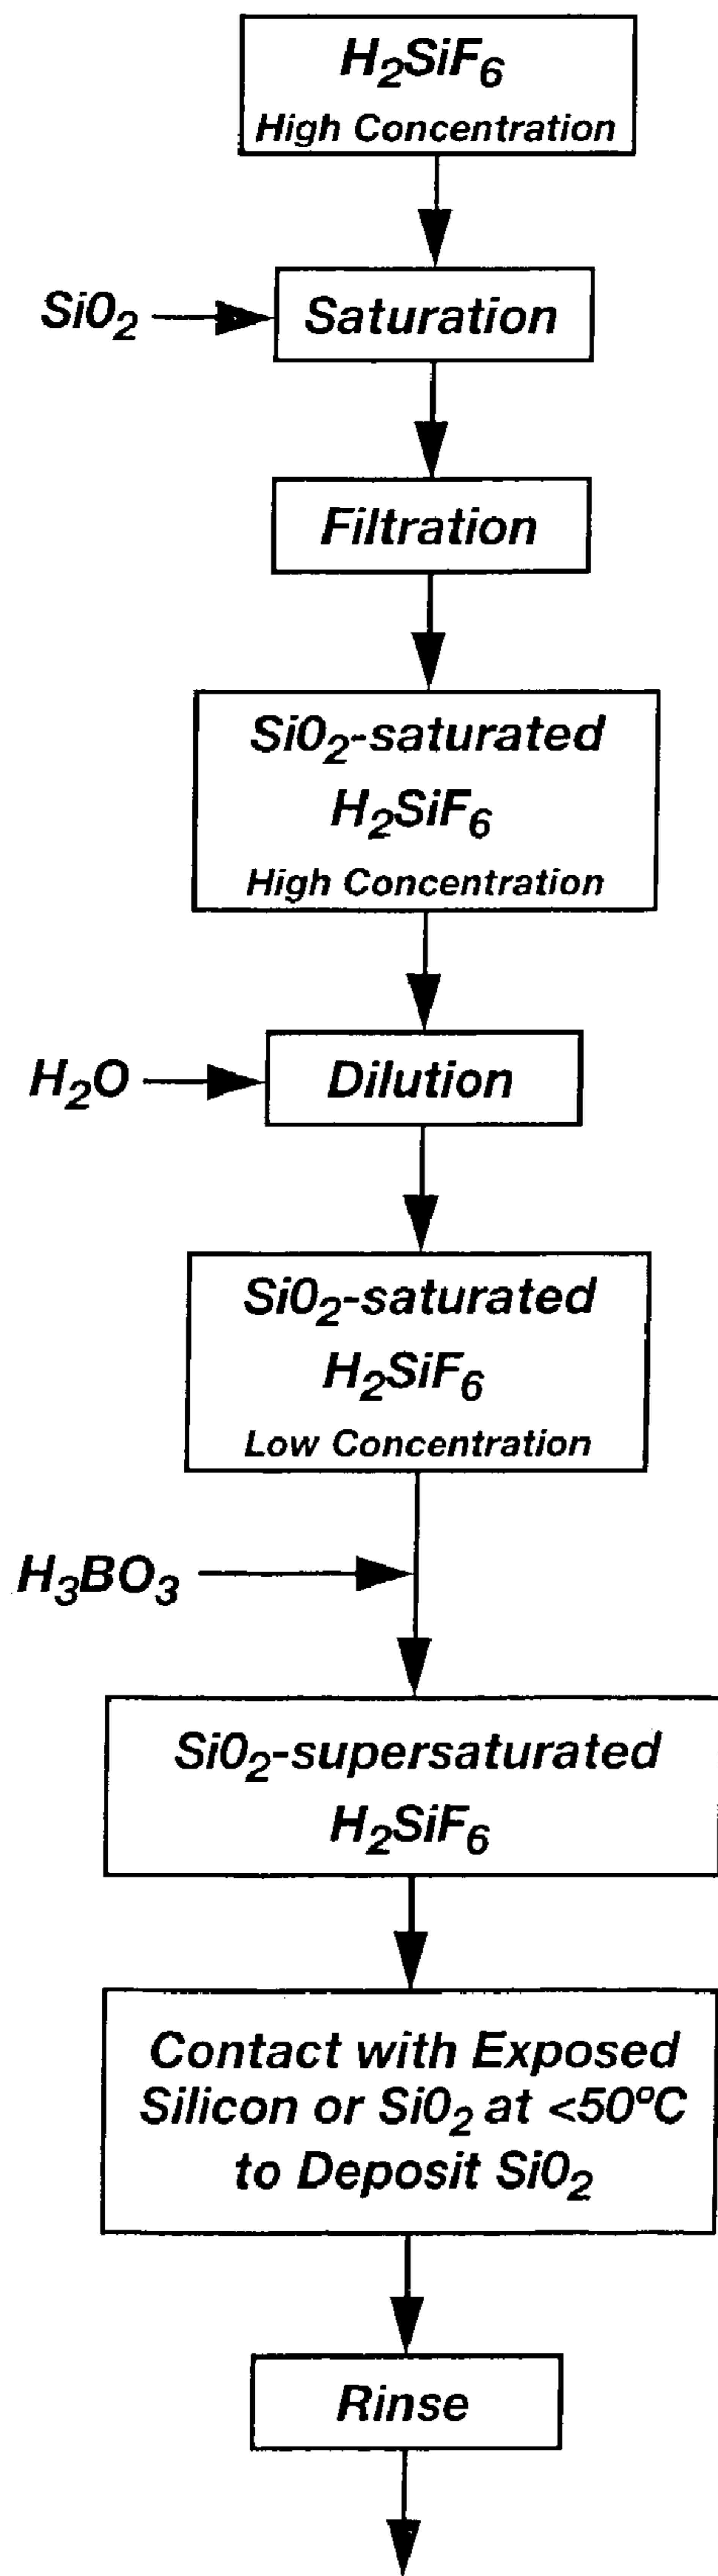 H₂SiF₆
High Concentration
SiO₂
Saturation
Filtration
SiO₂-saturated
H₂SiF₆
High Concentration
H₂O
Dilution
SiO₂-saturated
H₂SiF₆
Low Concentration
H₃BO₃
SiO₂-supersaturated
H₂SiF₆
Contact with Exposed
Silicon or SiO₂ at <50°C
to Deposit SiO₂
Rinse